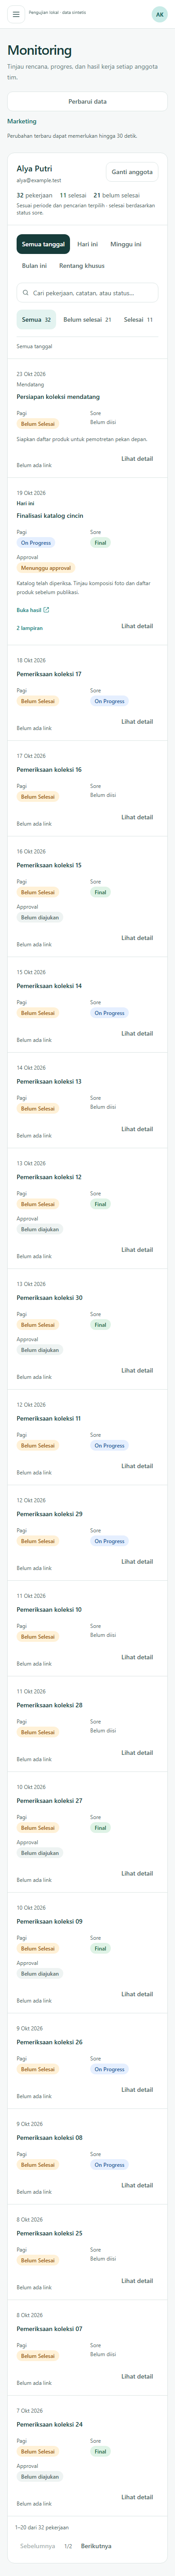 Pengujian lokal · data sintetis
AK
Monitoring
Tinjau rencana, progres, dan hasil kerja setiap anggota
tim.
Perbarui data
Marketing
Perubahan terbaru dapat memerlukan hingga 30 detik.
Alya Putri
alya@example.test
Ganti anggota
32 pekerjaan 11 selesai 21 belum selesai
Sesuai periode dan pencarian terpilih · selesai berdasarkan
status sore.
Semua tanggal Hari ini Minggu ini
Bulan ini Rentang khusus
Cari pekerjaan, catatan, atau status...
Semua 32 Belum selesai 21 Selesai 11
Semua tanggal
23 Okt 2026
Mendatang
Persiapan koleksi mendatang
Pagi Sore
Belum Selesai Belum diisi
Siapkan daftar produk untuk pemotretan pekan depan.
Belum ada link Lihat detail
19 Okt 2026
Hari ini
Finalisasi katalog cincin
Pagi Sore
On Progress Final
Approval
Menunggu approval
Katalog telah diperiksa. Tinjau komposisi foto dan daftar
produk sebelum publikasi.
Buka hasil
2 lampiran Lihat detail
18 Okt 2026
Pemeriksaan koleksi 17
Pagi Sore
Belum Selesai On Progress
Belum ada link Lihat detail
17 Okt 2026
Pemeriksaan koleksi 16
Pagi Sore
Belum Selesai Belum diisi
Belum ada link Lihat detail
16 Okt 2026
Pemeriksaan koleksi 15
Pagi Sore
Belum Selesai Final
Approval
Belum diajukan
Belum ada link Lihat detail
15 Okt 2026
Pemeriksaan koleksi 14
Pagi Sore
Belum Selesai On Progress
Belum ada link Lihat detail
14 Okt 2026
Pemeriksaan koleksi 13
Pagi Sore
Belum Selesai Belum diisi
Belum ada link Lihat detail
13 Okt 2026
Pemeriksaan koleksi 12
Pagi Sore
Belum Selesai Final
Approval
Belum diajukan
Belum ada link Lihat detail
13 Okt 2026
Pemeriksaan koleksi 30
Pagi Sore
Belum Selesai Final
Approval
Belum diajukan
Belum ada link Lihat detail
12 Okt 2026
Pemeriksaan koleksi 11
Pagi Sore
Belum Selesai On Progress
Belum ada link Lihat detail
12 Okt 2026
Pemeriksaan koleksi 29
Pagi Sore
Belum Selesai On Progress
Belum ada link Lihat detail
11 Okt 2026
Pemeriksaan koleksi 10
Pagi Sore
Belum Selesai Belum diisi
Belum ada link Lihat detail
11 Okt 2026
Pemeriksaan koleksi 28
Pagi Sore
Belum Selesai Belum diisi
Belum ada link Lihat detail
10 Okt 2026
Pemeriksaan koleksi 27
Pagi Sore
Belum Selesai Final
Approval
Belum diajukan
Belum ada link Lihat detail
10 Okt 2026
Pemeriksaan koleksi 09
Pagi Sore
Belum Selesai Final
Approval
Belum diajukan
Belum ada link Lihat detail
9 Okt 2026
Pemeriksaan koleksi 26
Pagi Sore
Belum Selesai On Progress
Belum ada link Lihat detail
9 Okt 2026
Pemeriksaan koleksi 08
Pagi Sore
Belum Selesai On Progress
Belum ada link Lihat detail
8 Okt 2026
Pemeriksaan koleksi 25
Pagi Sore
Belum Selesai Belum diisi
Belum ada link Lihat detail
8 Okt 2026
Pemeriksaan koleksi 07
Pagi Sore
Belum Selesai Belum diisi
Belum ada link Lihat detail
7 Okt 2026
Pemeriksaan koleksi 24
Pagi Sore
Belum Selesai Final
Approval
Belum diajukan
Belum ada link Lihat detail
1–20 dari 32 pekerjaan
Sebelumnya 1/2 Berikutnya